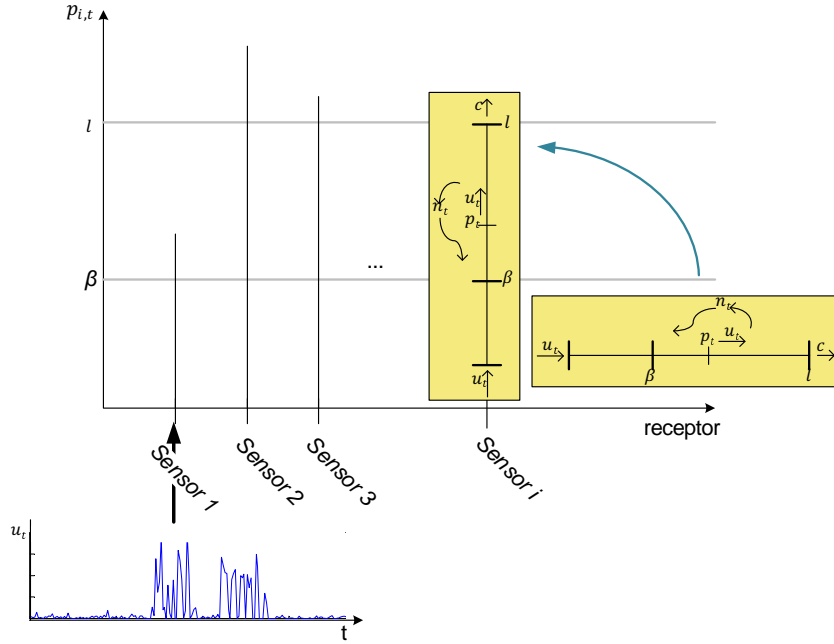 p_{i,t}
l
β
c
l
u_t
n_t
p_t
β
u_t
...
n_t
u_t
p_t
u_t
c
β
l
receptor
Sensor 1
Sensor 2
Sensor 3
Sensor i
u_t
t